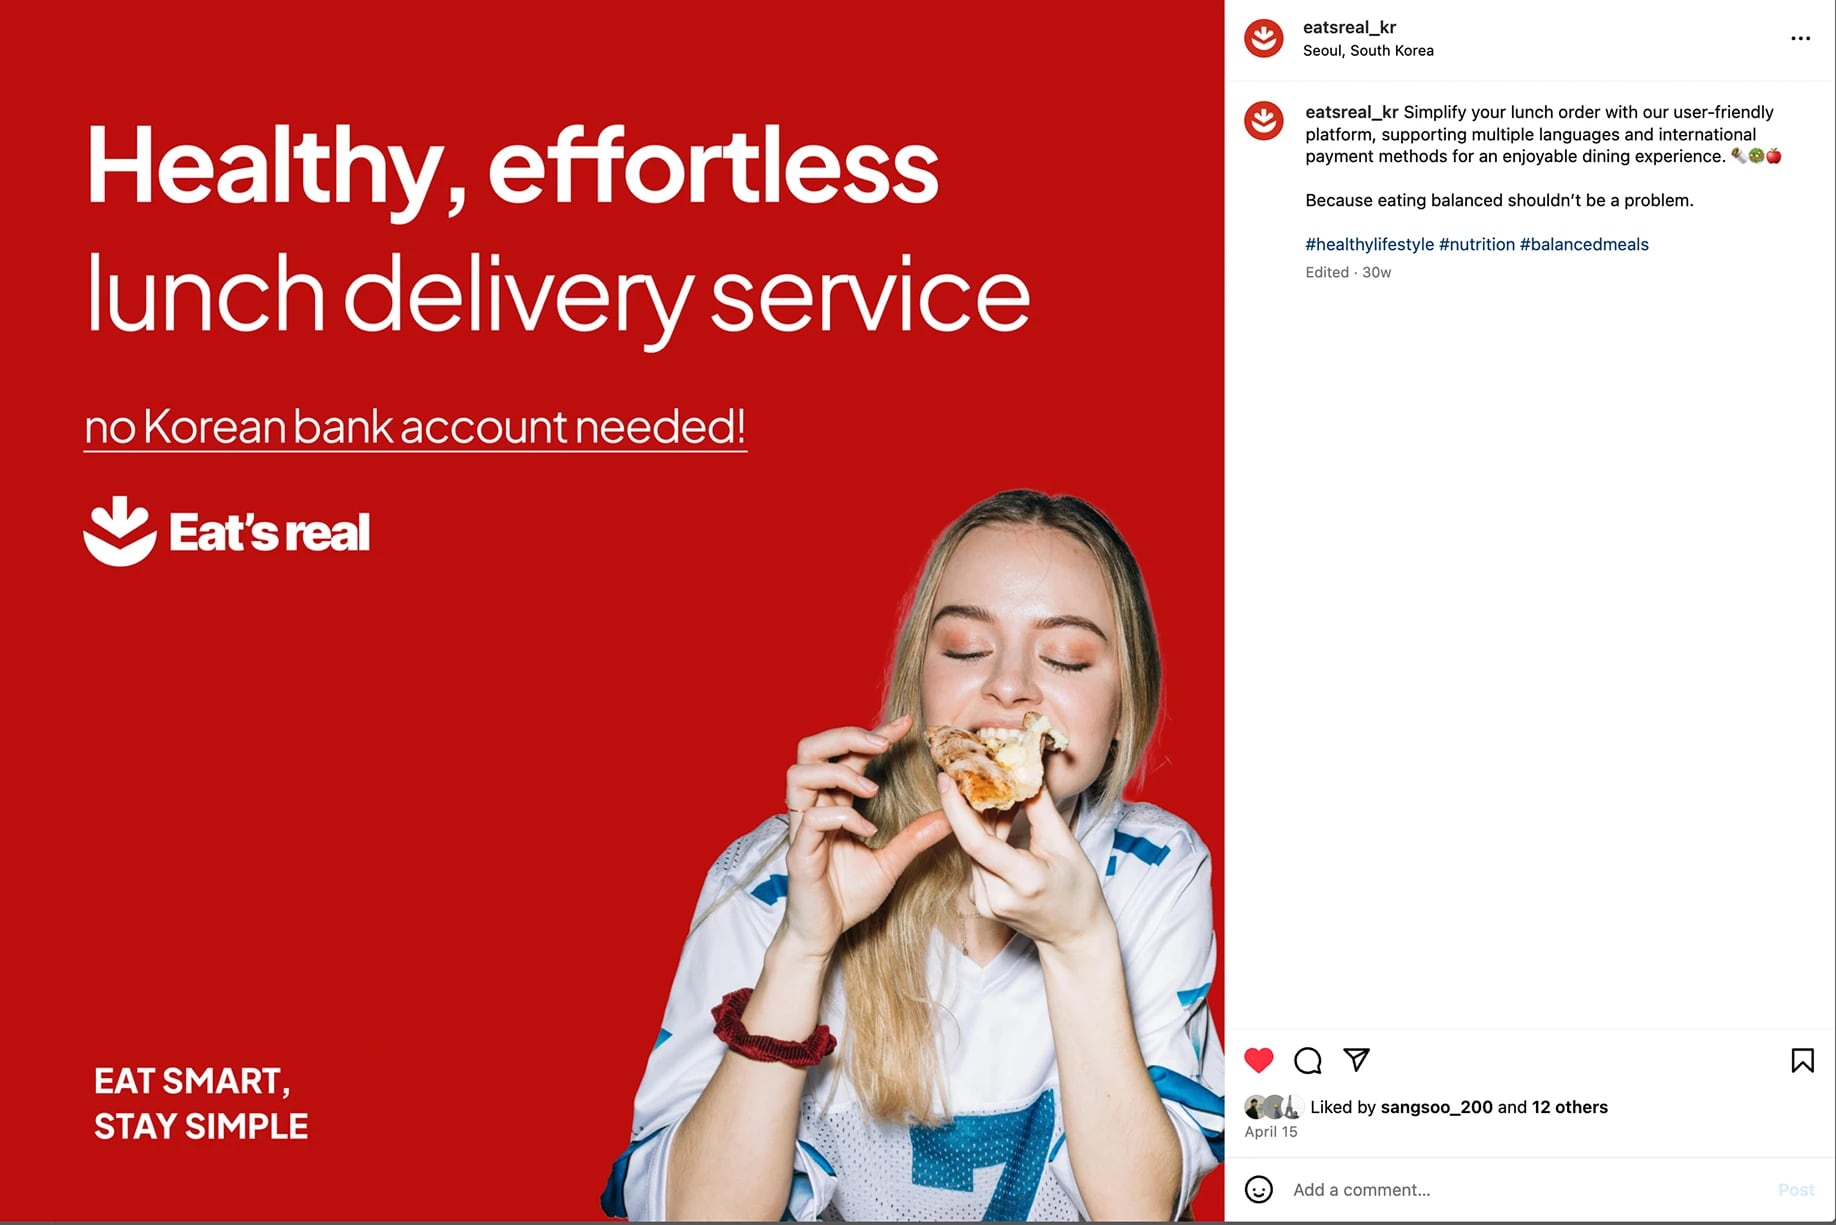 Healthy, effortless
lunch delivery service
no Korean bank account needed!
Eat's real
EAT SMART,
STAY SIMPLE
7
eatsreal_kr
Seoul, South Korea
eatsreal_kr Simplify your lunch order with our user-friendly
platform, supporting multiple languages and international
payment methods for an enjoyable dining experience. 🌯🥗🍎
Because eating balanced shouldn’t be a problem.
#healthylifestyle #nutrition #balancedmeals
Edited · 30w
Liked by sangsoo_200 and 12 others
April 15
Add a comment...
Post